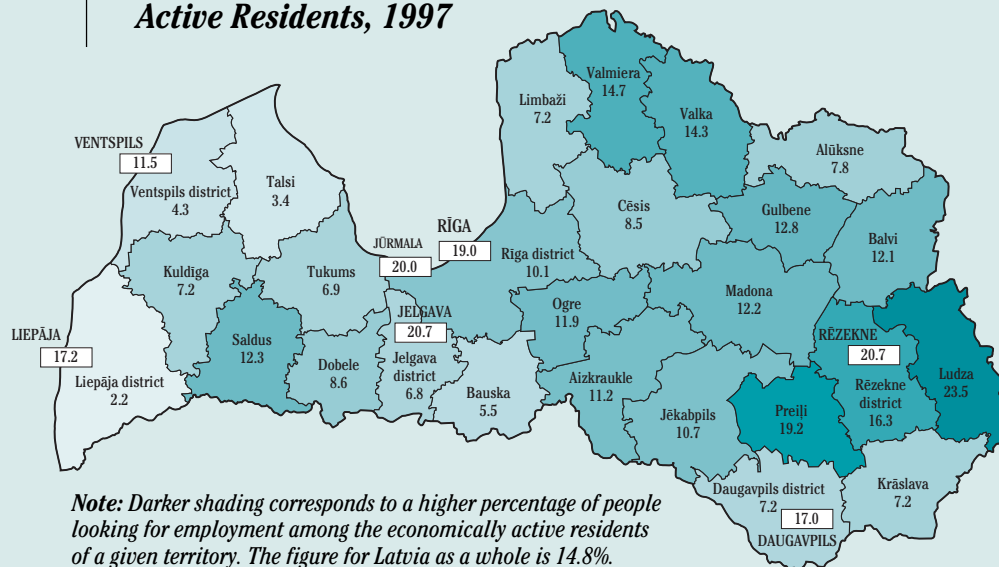 Active Residents, 1997
Valmiera
14.7
Limbaži
7.2
Valka
14.3
VENTSPILS
11.5
Alūksne
7.8
Ventspils district
4.3
Talsi
3.4
Cēsis
8.5
Gulbene
12.8
RĪGA
19.0
JŪRMALA
20.0
Rīga district
10.1
Balvi
12.1
Kuldīga
7.2
Tukums
6.9
Madona
12.2
Ogre
11.9
JELGAVA
20.7
LIEPĀJA
17.2
Saldus
12.3
RĒZEKNE
20.7
Dobele
8.6
Jelgava
district
6.8
Liepāja district
2.2
Bauska
5.5
Aizkraukle
11.2
Ludza
23.5
Rēzekne
district
16.3
Jēkabpils
10.7
Preiļi
19.2
Daugavpils district
7.2
17.0
DAUGAVPILS
Krāslava
7.2
Note: Darker shading corresponds to a higher percentage of people
looking for employment among the economically active residents
of a given territory. The figure for Latvia as a whole is 14.8%.